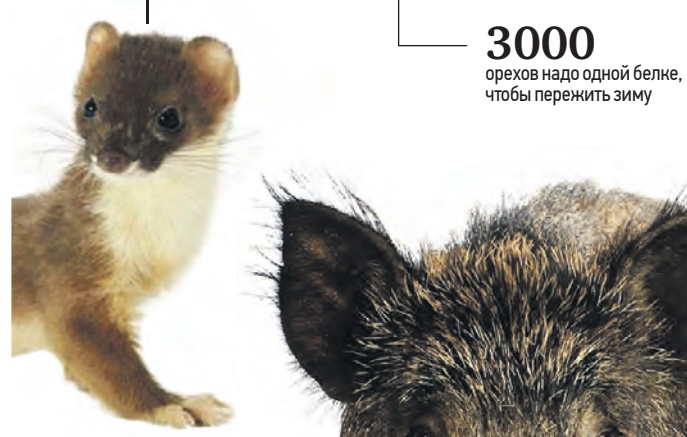 3000
орехов надо одной белке,
чтобы пережить зиму